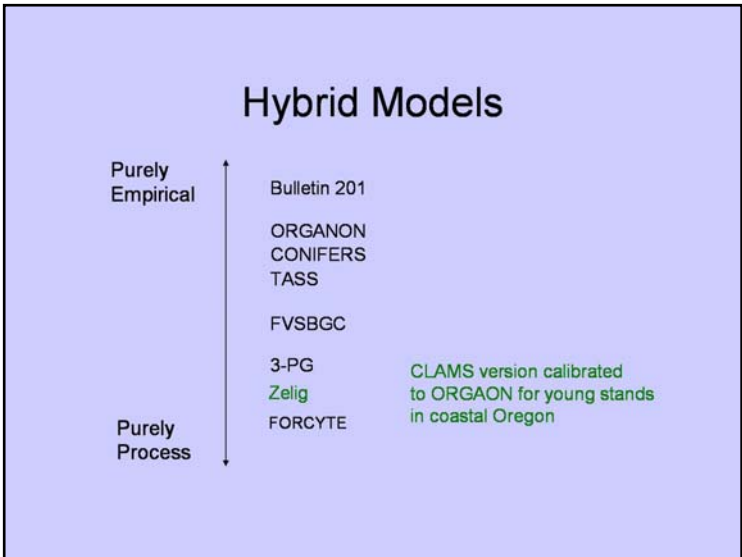 Hybrid Models
Purely
Empirical
Bulletin 201
ORGANON
CONIFERS
TASS
FVSBGC
3-PG
Zelig
FORCYTE
CLAMS version calibrated
to ORGAON for young stands
in coastal Oregon
Purely
Process